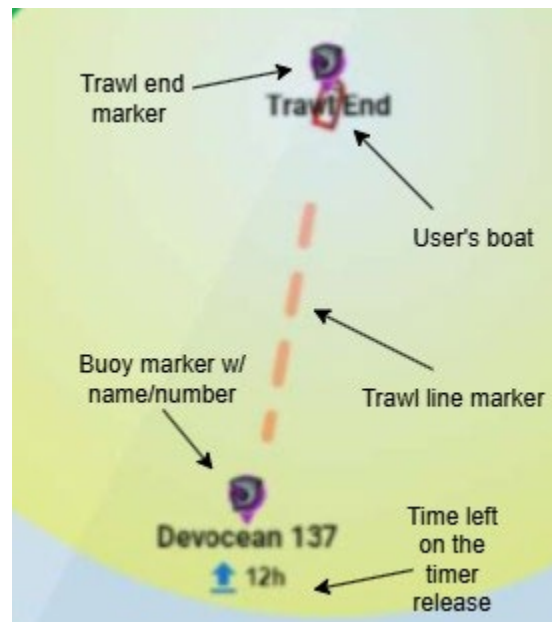 Trawl end
marker
Trawl End
User's boat
Buoy marker w/
name/number
Trawl line marker
Devocean 137
12h
Time left
on the
timer
release